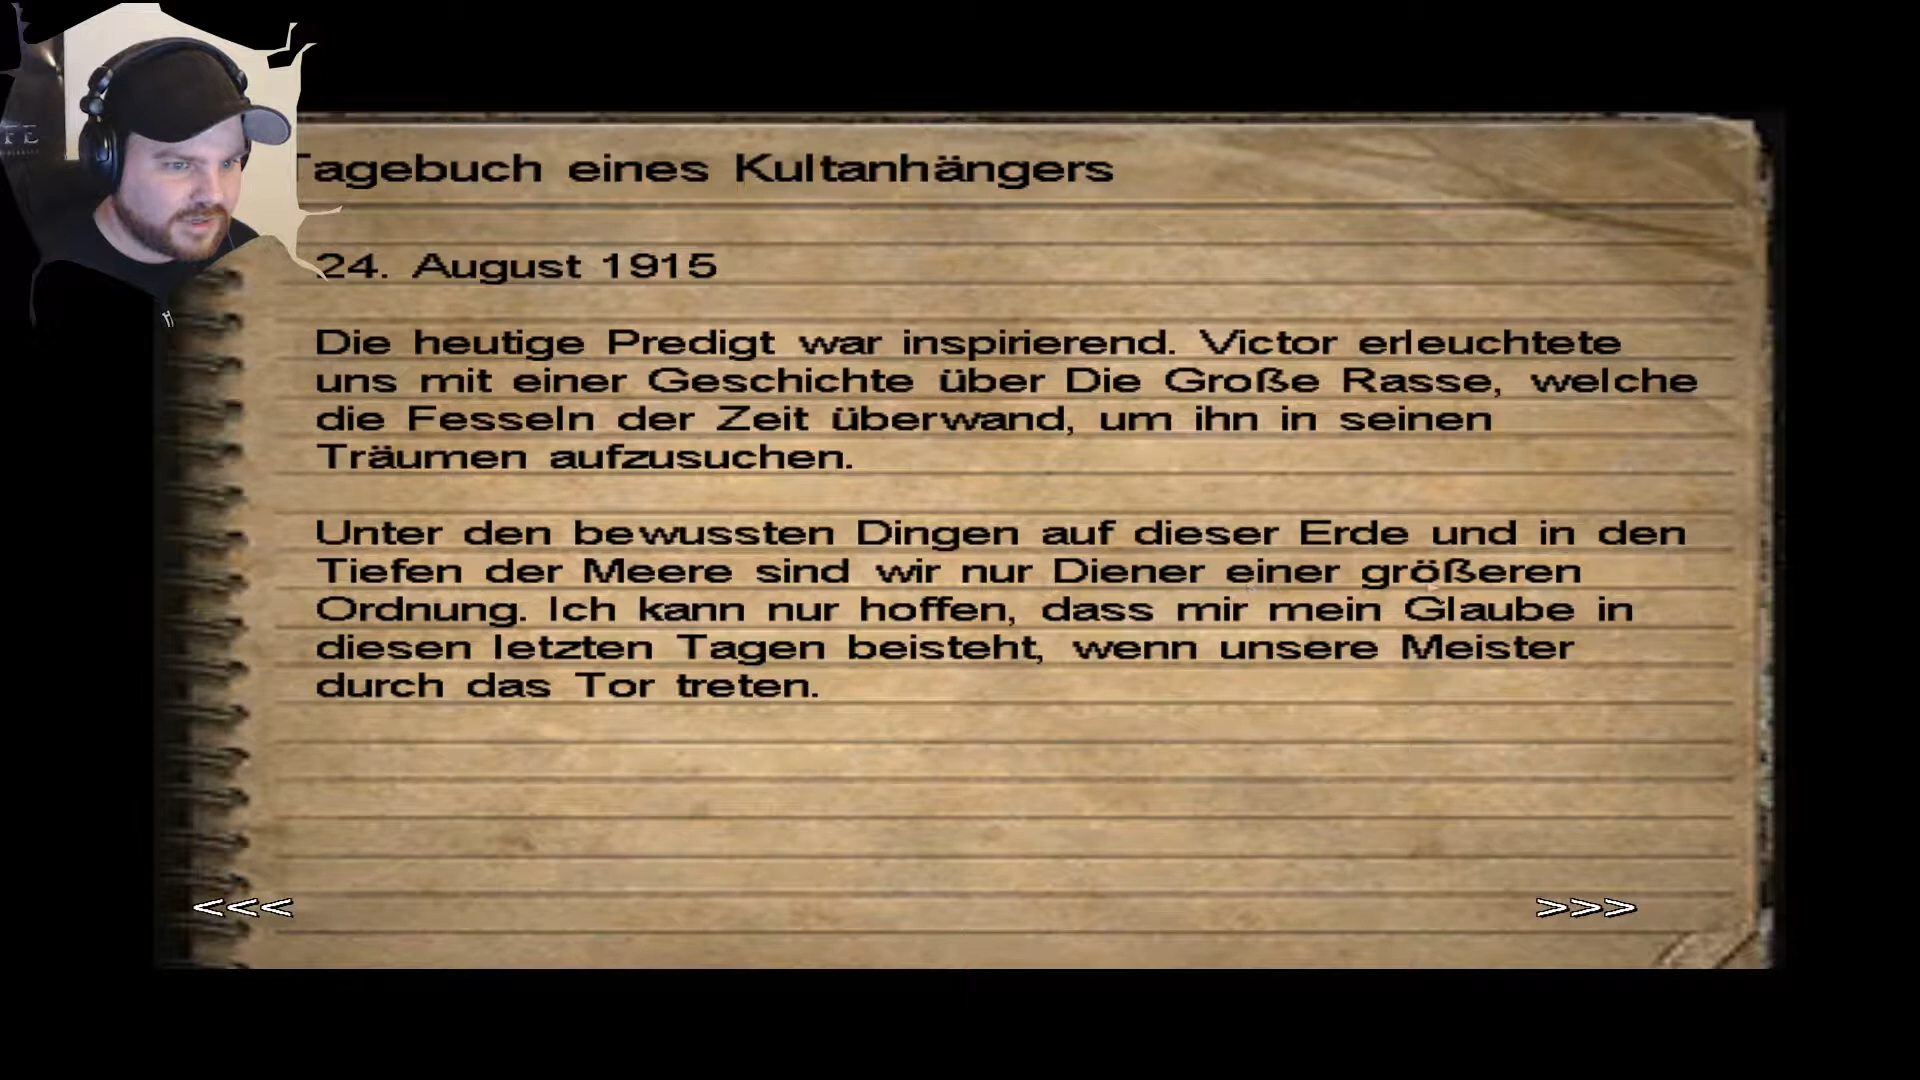 Tagebuch eines Kultanhängers
24. August 1915
Die heutige Predigt war inspirierend. Victor erleuchtete
uns mit einer Geschichte über Die Große Rasse, welche
die Fesseln der Zeit überwand, um ihn in seinen
Träumen aufzusuchen.
Unter den bewussten Dingen auf dieser Erde und in den
Tiefen der Meere sind wir nur Diener einer größeren
Ordnung. Ich kann nur hoffen, dass mir mein Glaube in
diesen letzten Tagen beisteht, wenn unsere Meister
durch das Tor treten.
<<< >>>